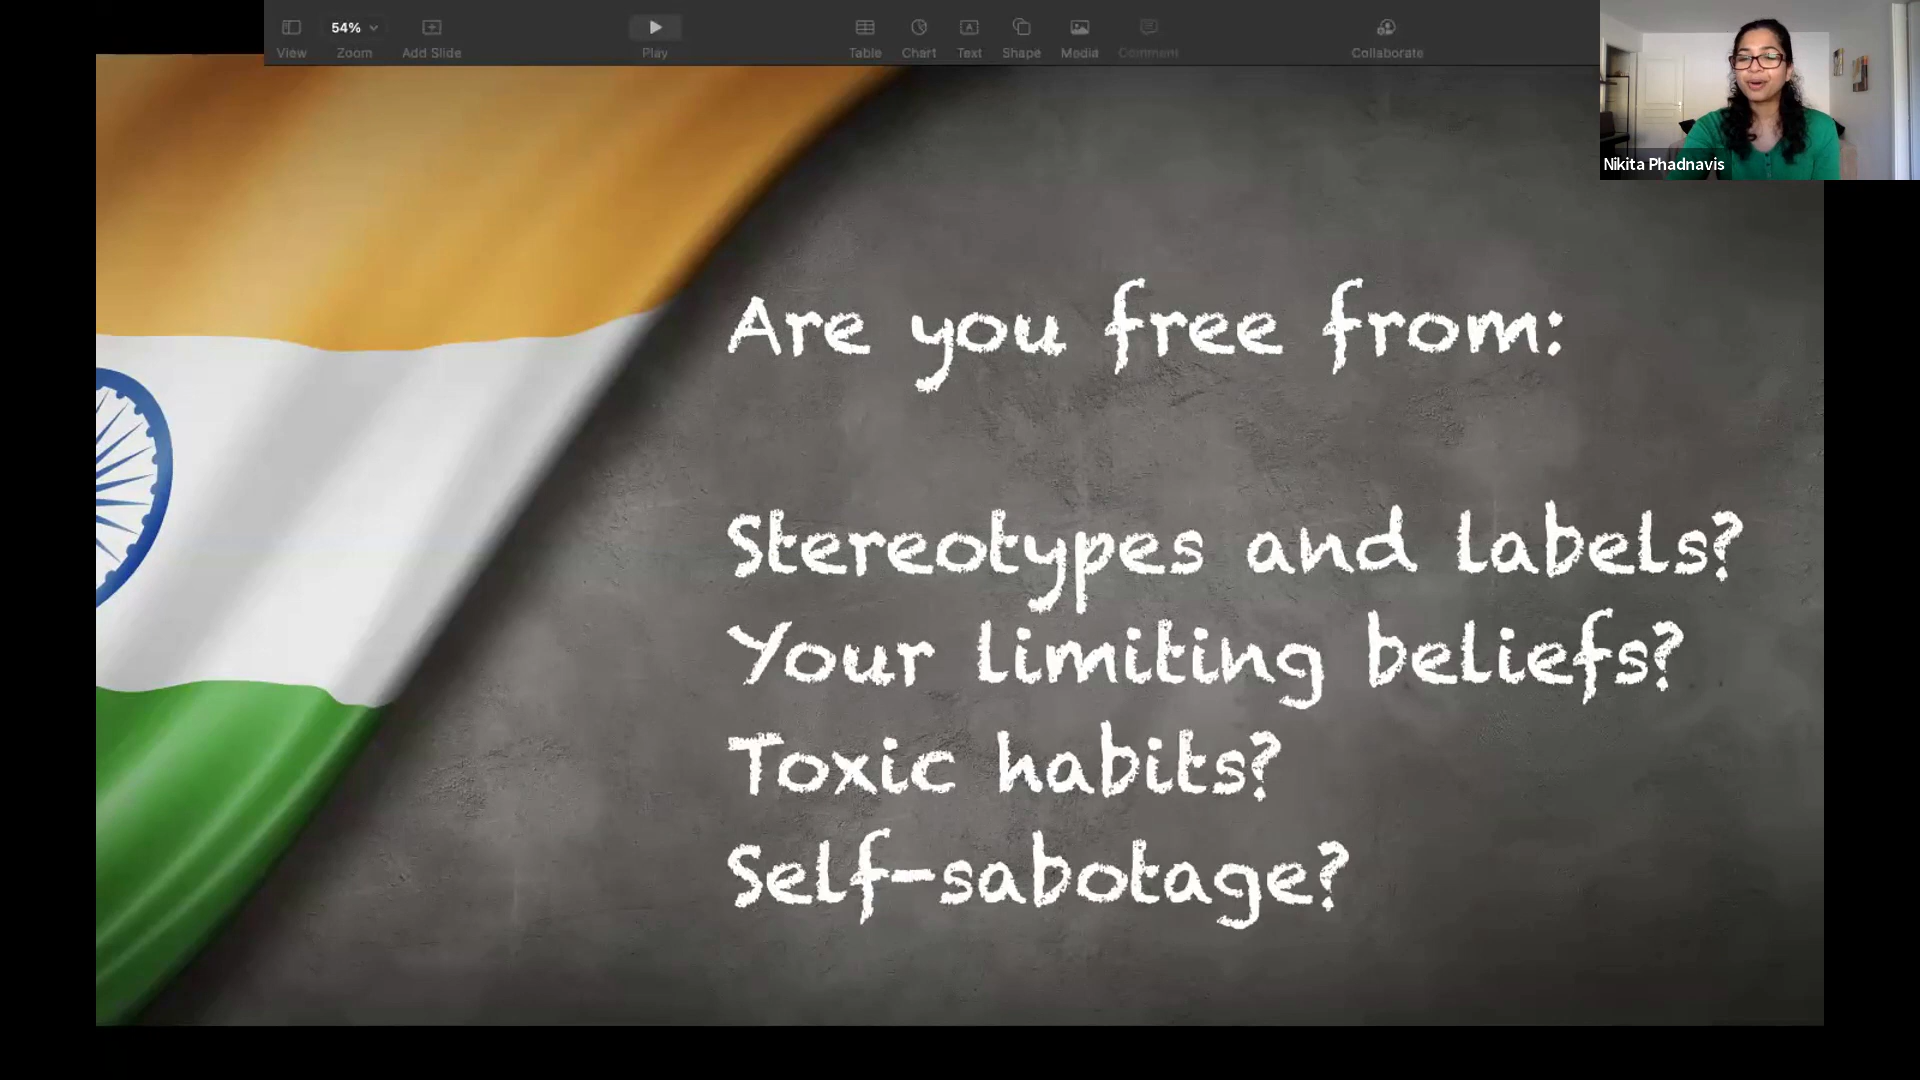 54%
View
Zoom
Add Slide
Play
Table
Chart
Text
Shape
Media
Comment
Collaborate
Nikita Phadnavis
Are you free from:
Stereotypes and labels?
Your limiting beliefs?
Toxic habits?
Self-sabotage?